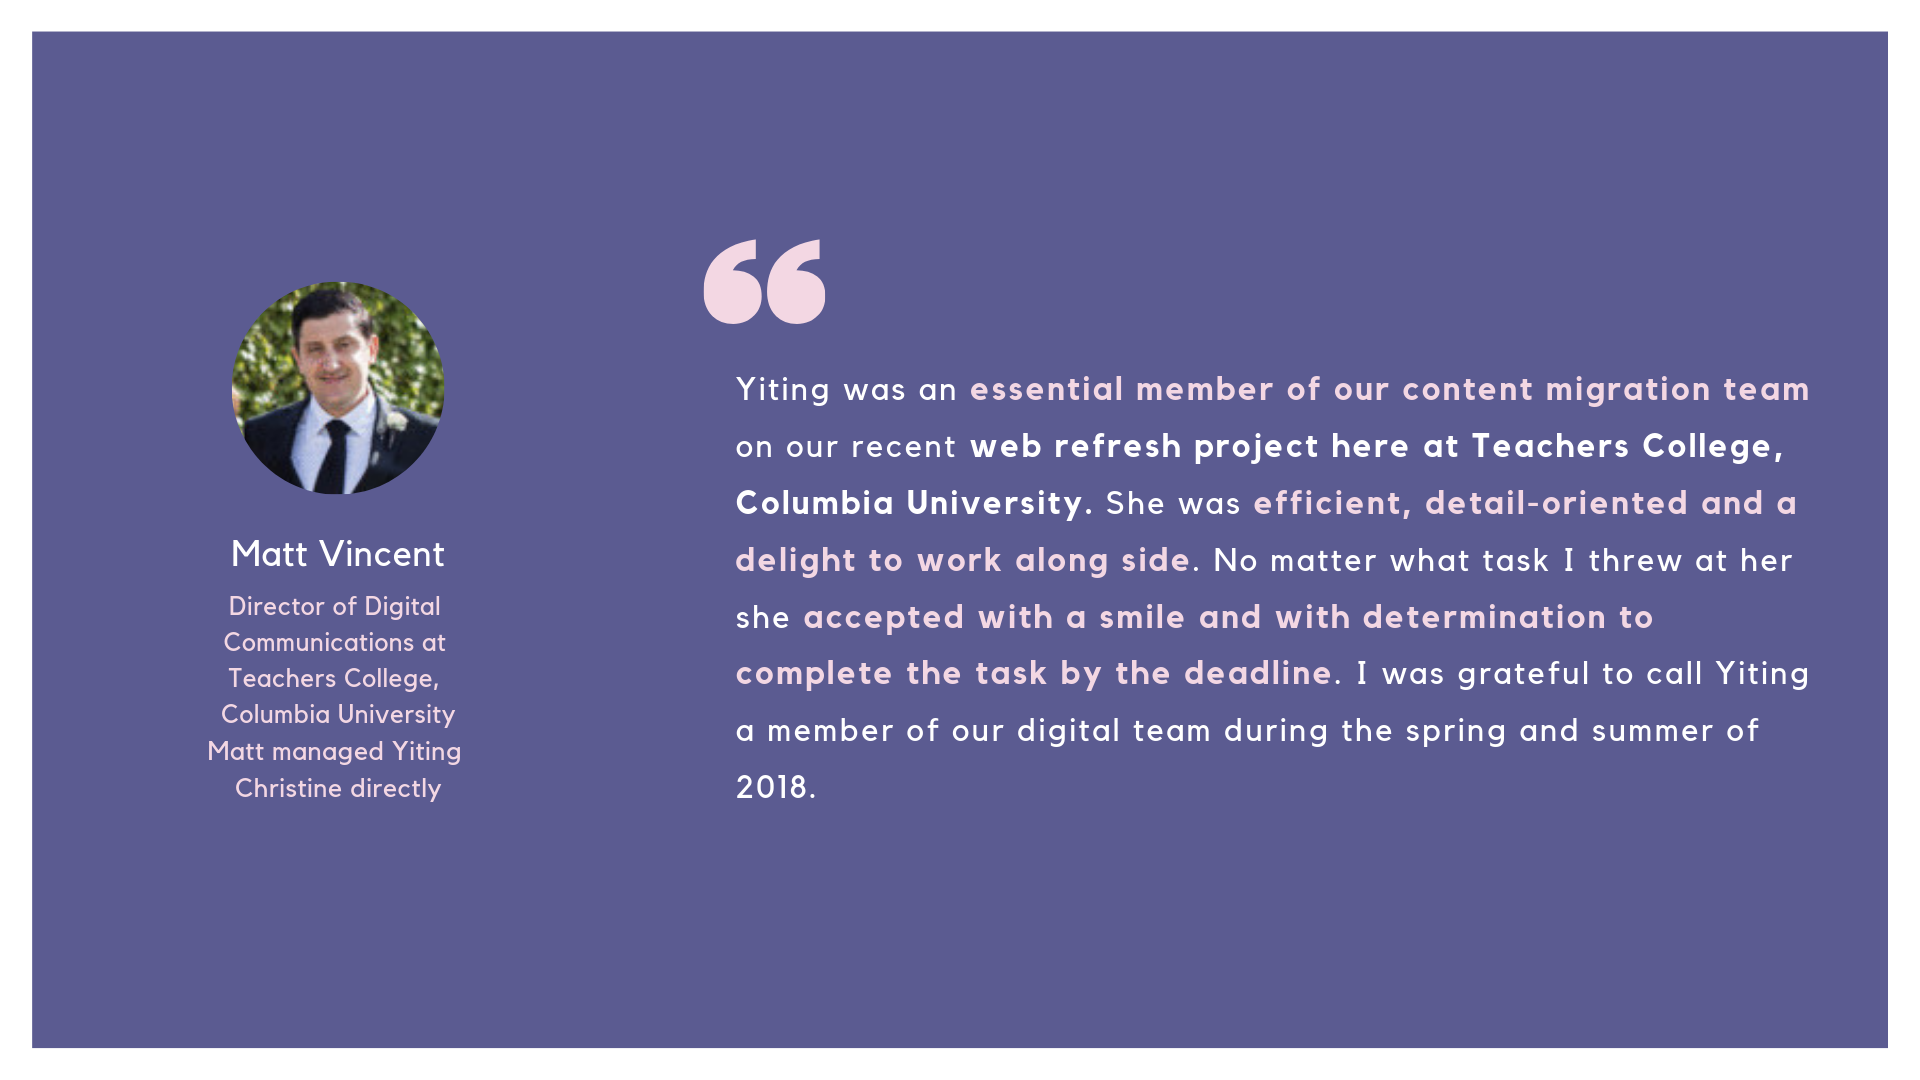 Matt Vincent
Director of Digital
Communications at
Teachers College,
Columbia University
Matt managed Yiting
Christine directly
“
Yiting was an essential member of our content migration team
on our recent web refresh project here at Teachers College,
Columbia University. She was efficient, detail-oriented and a
delight to work along side. No matter what task I threw at her
she accepted with a smile and with determination to
complete the task by the deadline. I was grateful to call Yiting
a member of our digital team during the spring and summer of
2018.